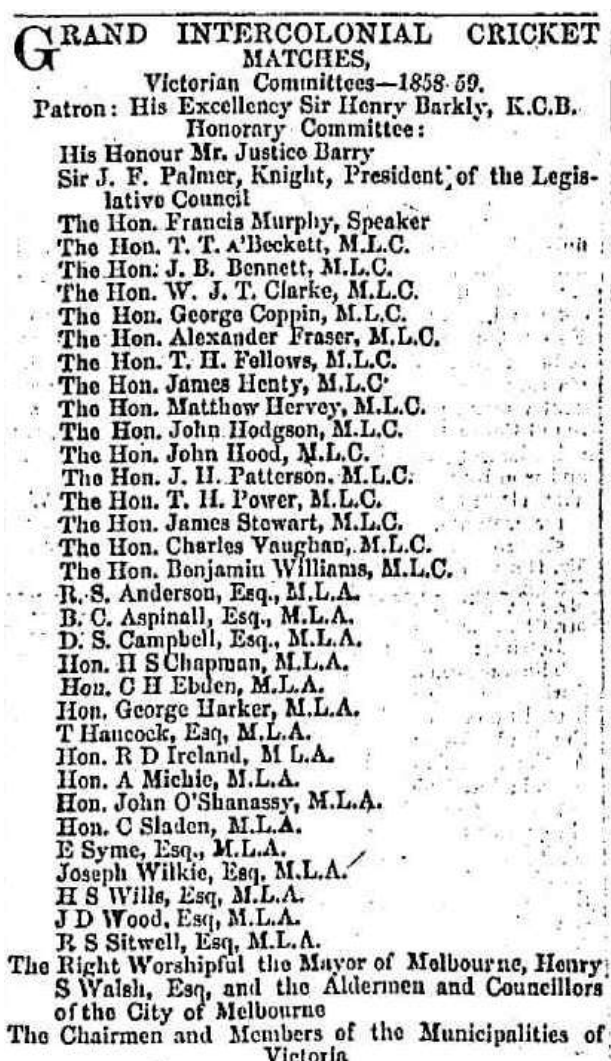 GRAND INTERCOLONIAL CRICKET
MATCHES,
Victorian Committees—1858-59.
Patron: His Excellency Sir Henry Barkly, K.C.B.
Honorary Committee:
His Honour Mr. Justice Barry
Sir J. F. Palmer, Knight, President of the Legis-
lative Council
The Hon. Francis Murphy, Speaker
The Hon. T. T. A'Beckett, M.L.C.
The Hon. J. B. Bennett, M.L.C.
The Hon. W. J. T. Clarke, M.L.C.
The Hon. George Coppin, M.L.C.
The Hon. Alexander Fraser, M.L.C.
The Hon. T. H. Fellows, M.L.C.
The Hon. James Henty, M.L.C.
The Hon. Matthew Hervey, M.L.C.
The Hon. John Hodgson, M.L.C.
The Hon. John Hood, M.L.C.
The Hon. J. H. Patterson. M.L.C.
The Hon. T. H. Power, M.L.C.
The Hon. James Stewart, M.L.C.
The Hon. Charles Vaughan, M.L.C.
The Hon. Benjamin Williams, M.L.C.
R. S. Anderson, Esq., M.L.A.
B. C. Aspinall, Esq., M.L.A.
D. S. Campbell, Esq., M.L.A.
Hon. H S Chapman, M.L.A.
Hon. C H Ebden, M.L.A.
Hon. George Harker, M.L.A.
T Hancock, Esq, M.L.A.
Hon. R D Ireland, M L.A.
Hon. A Michie, M.L.A.
Hon. John O'Shanassy, M.L.A.
Hon. C Sladen, M.L.A.
E Syme, Esq., M.L.A.
Joseph Wilkie, Esq, M.L.A.
H S Wills, Esq, M.L.A.
J D Wood, Esq, M.L.A.
R S Sitwell, Esq, M.L.A.
The Right Worshipful the Mayor of Melbourne, Henry
S Walsh, Esq, and the Aldermen and Councillors
of the City of Melbourne
The Chairmen and Members of the Municipalities of
Victoria